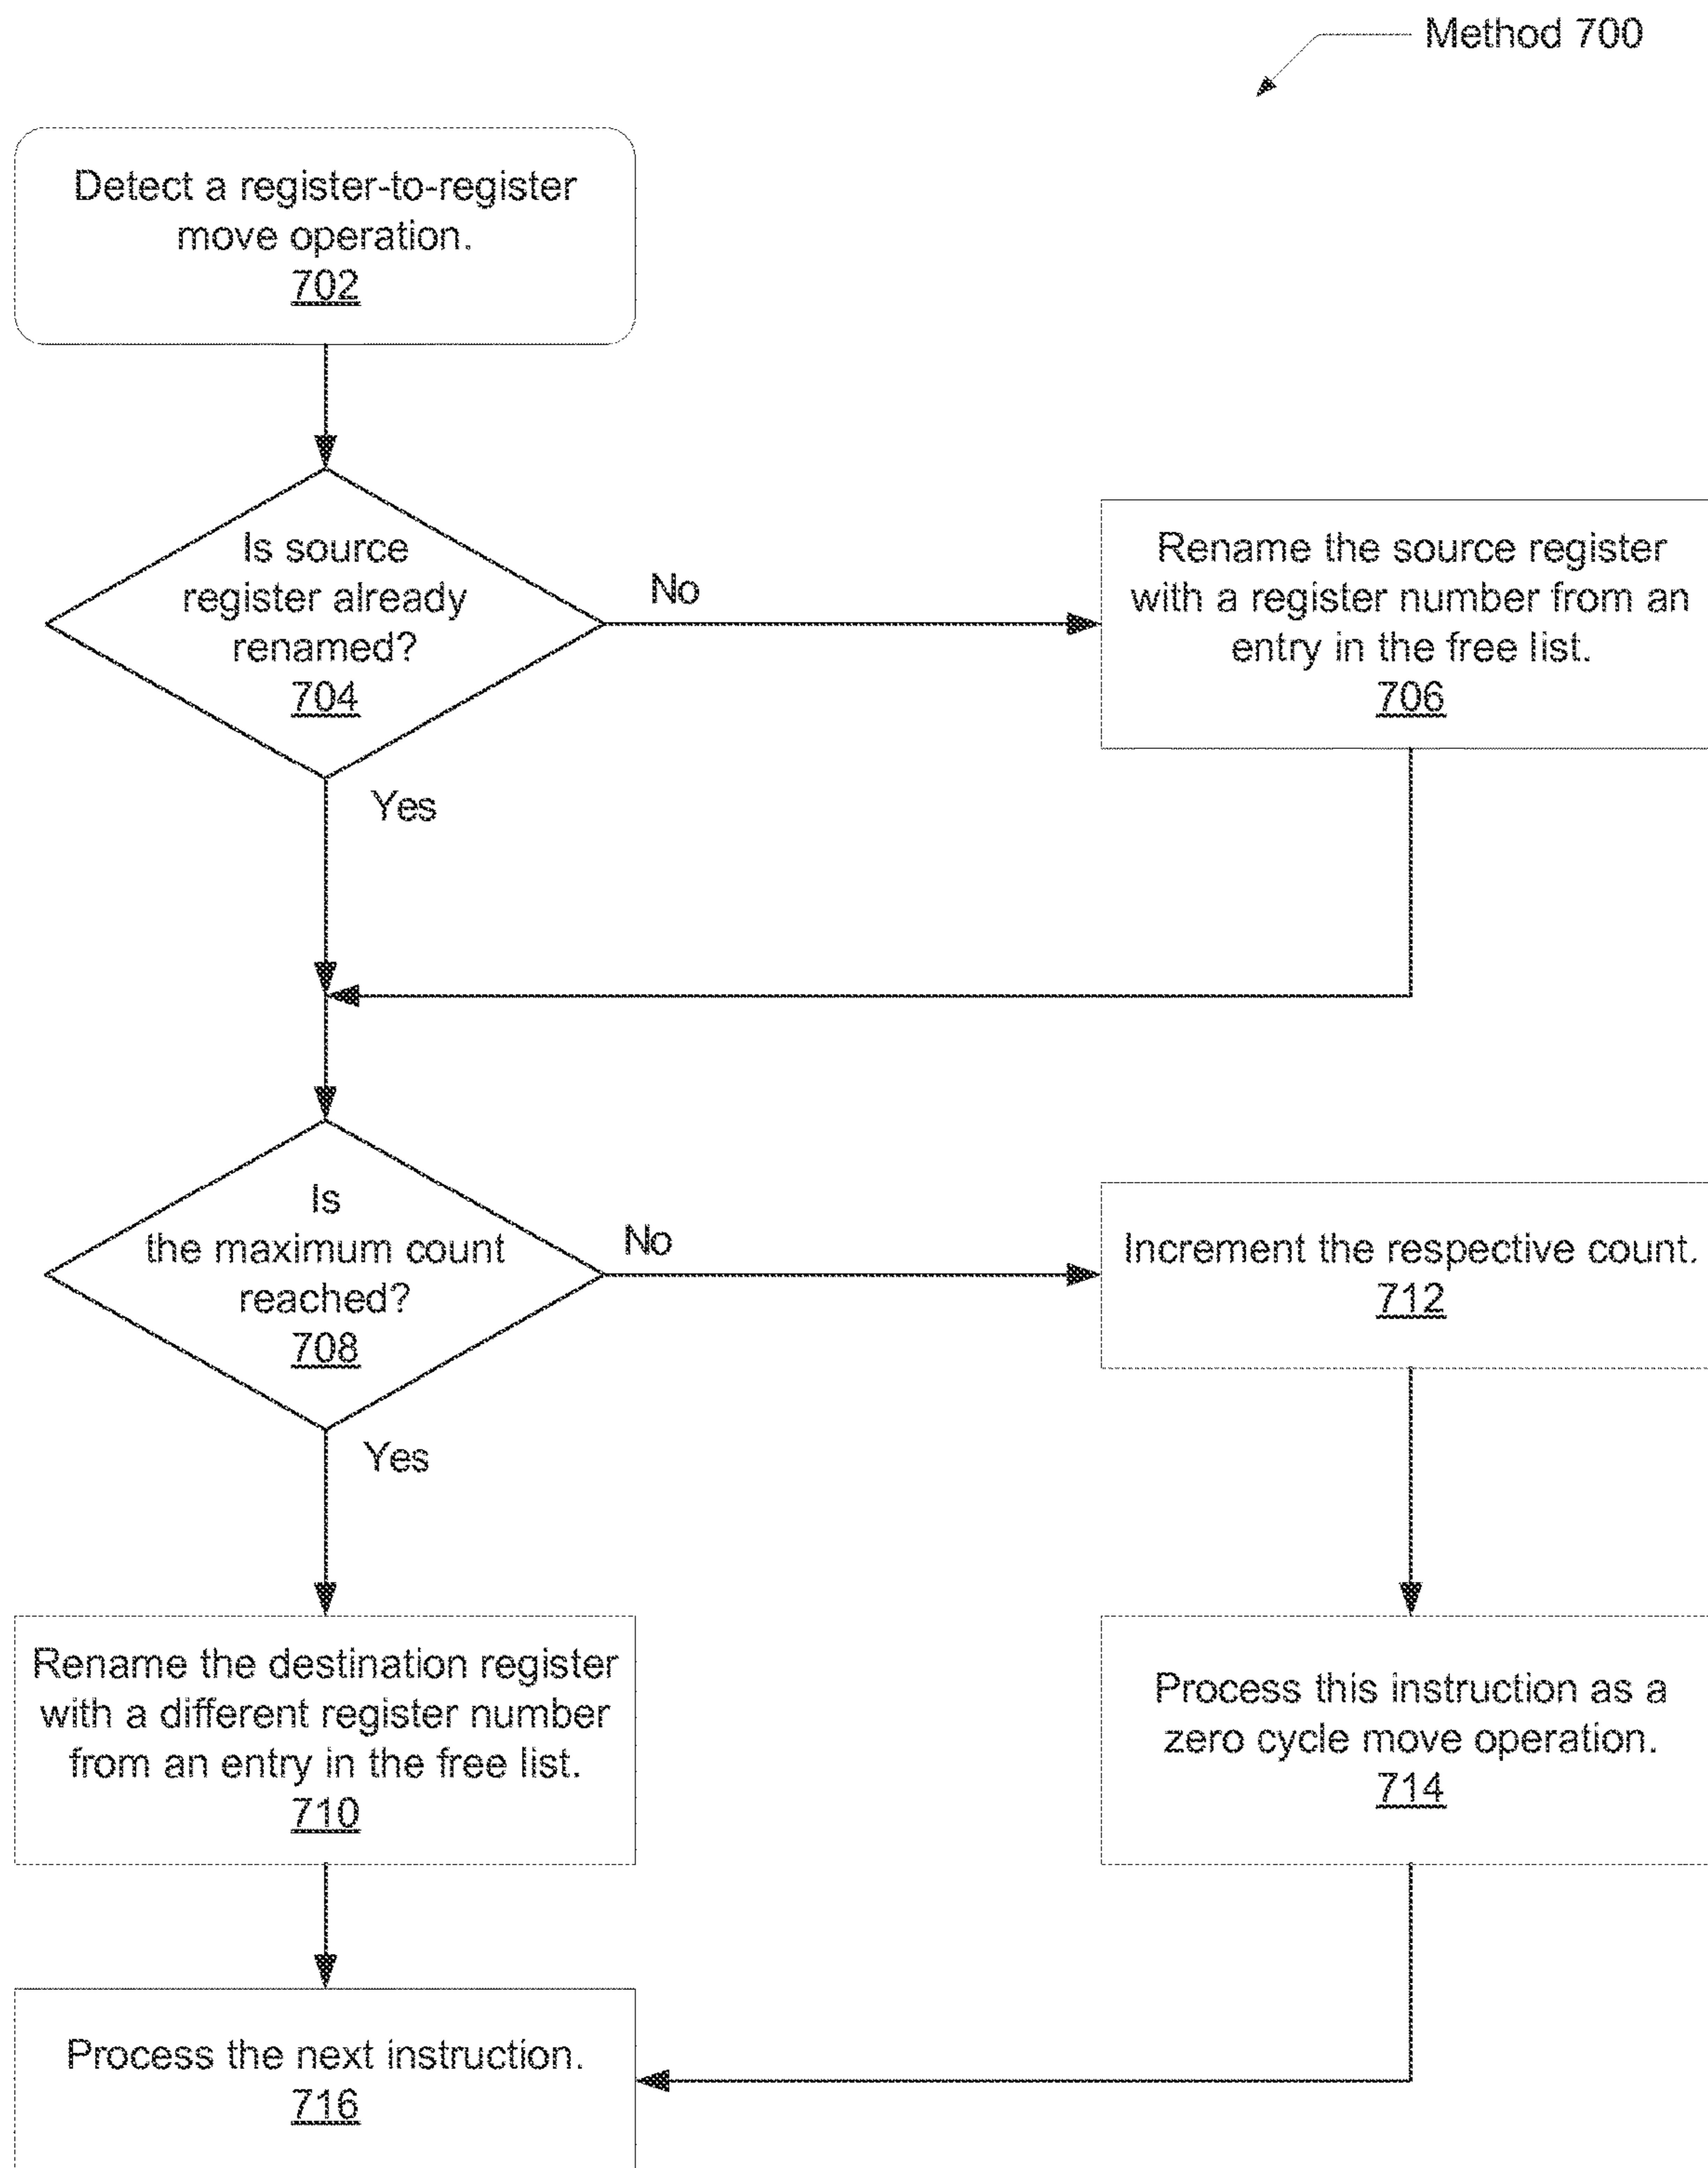 Method 700
Detect a register-to-register
move operation.
702
Is source
register already
renamed?
704
No
Rename the source register
with a register number from an
entry in the free list.
706
Yes
Is
the maximum count
reached?
708
No
Increment the respective count.
712
Yes
Rename the destination register
with a different register number
from an entry in the free list.
710
Process this instruction as a
zero cycle move operation.
714
Process the next instruction.
716